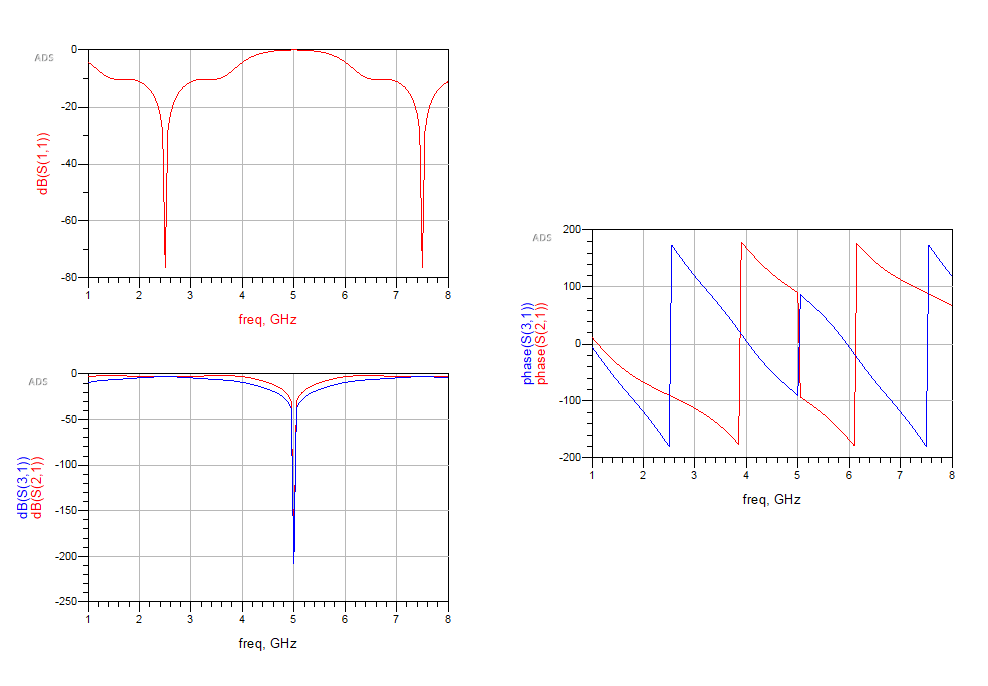 ADS
0
-20
-40
-60
-80
dB(S(1,1))
1 2 3 4 5 6 7 8
freq, GHz
ADS
0
-50
-100
-150
-200
-250
dB(S(3,1))
dB(S(2,1))
1 2 3 4 5 6 7 8
freq, GHz
ADS
200
100
0
-100
-200
phase(S(3,1))
phase(S(2,1))
1 2 3 4 5 6 7 8
freq, GHz